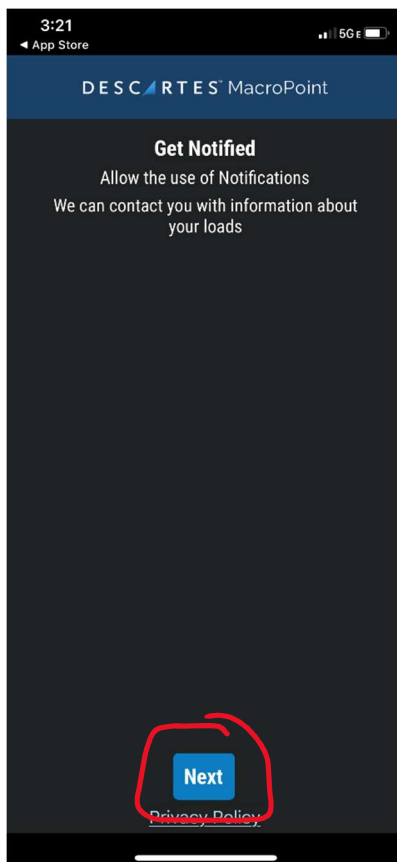 3:21
5G E
◄ App Store
DESCARTES™ MacroPoint
Get Notified
Allow the use of Notifications
We can contact you with information about
your loads
Next
Privacy Policy